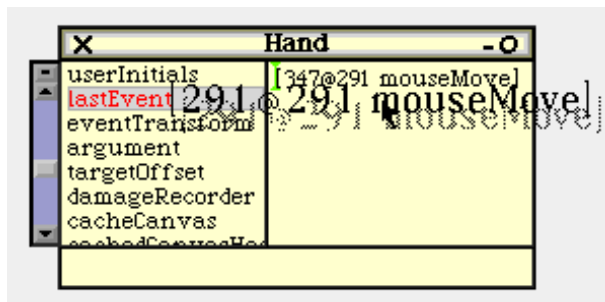 Hand
userInitials
lastEvent
eventTransform
argument
targetOffset
damageRecorder
cacheCanvas
[347@291 mouseMove]
[291@291 mouseMove]